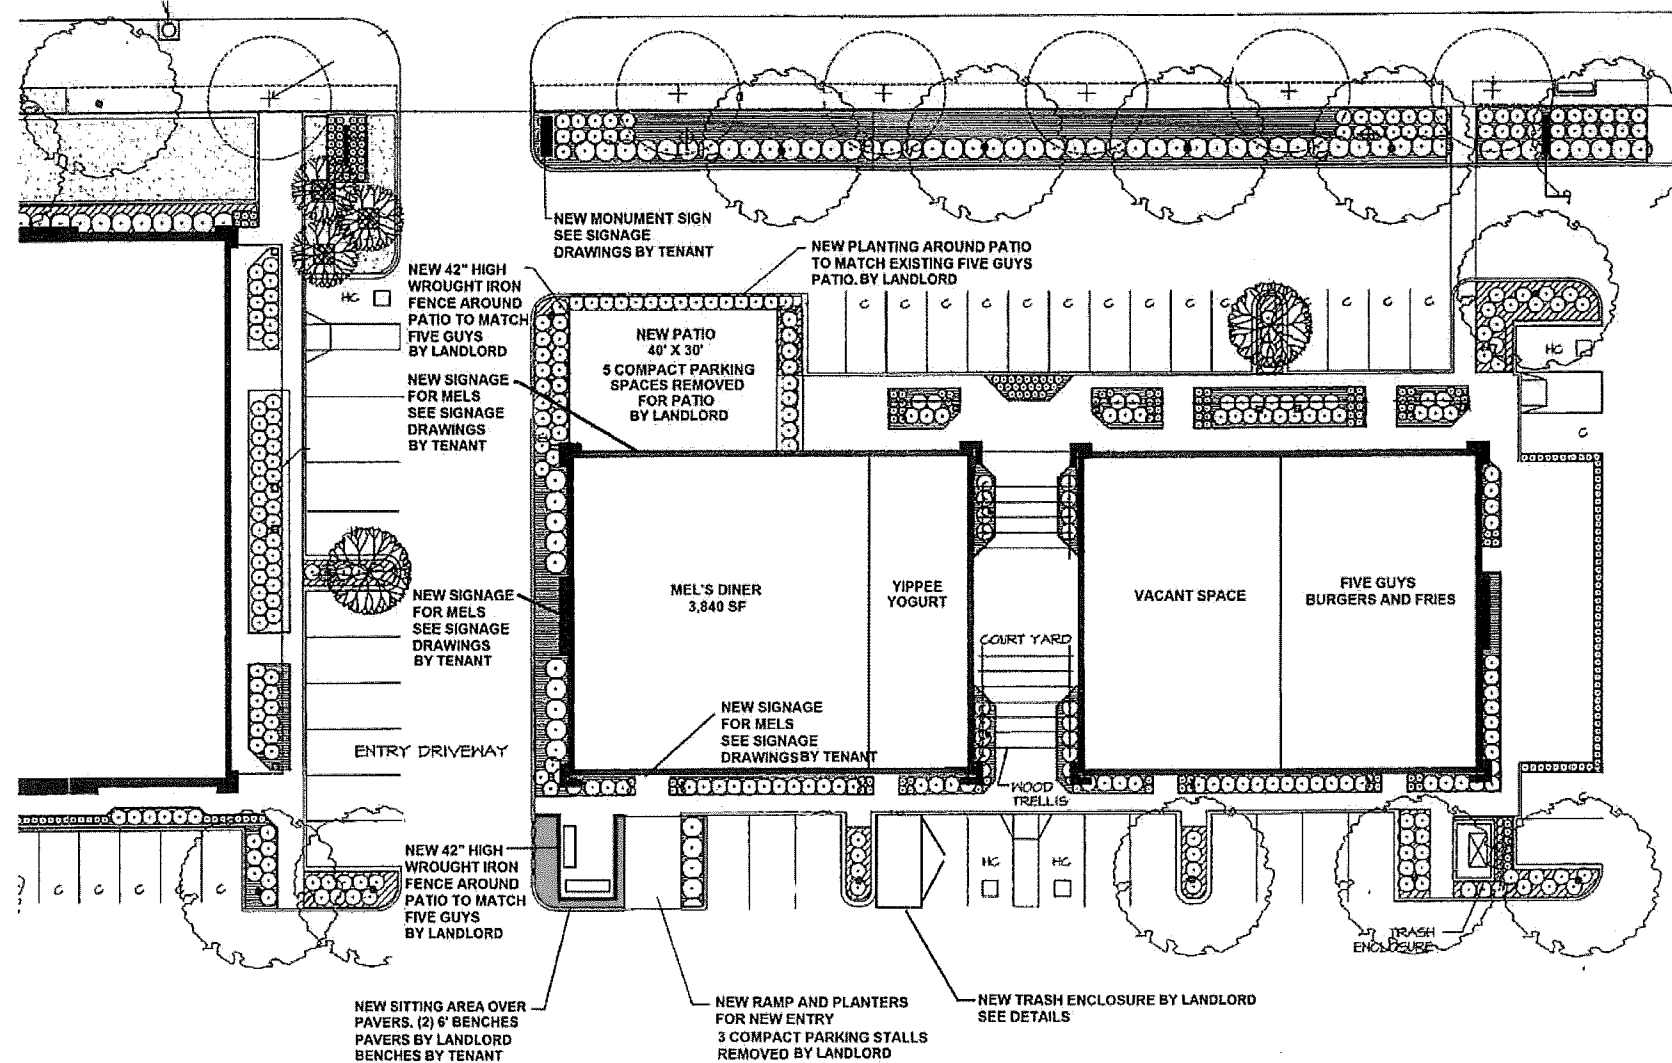 NEW MONUMENT SIGN
SEE SIGNAGE
DRAWINGS BY TENANT
NEW PLANTING AROUND PATIO
TO MATCH EXISTING FIVE GUYS
PATIO. BY LANDLORD
NEW 42" HIGH
WROUGHT IRON
FENCE AROUND
PATIO TO MATCH
FIVE GUYS
BY LANDLORD
HC
C C C C C C C C C C C C
NEW PATIO
40' X 30'
5 COMPACT PARKING
SPACES REMOVED
FOR PATIO
BY LANDLORD
HC
C
NEW SIGNAGE
FOR MELS
SEE SIGNAGE
DRAWINGS
BY TENANT
NEW SIGNAGE
FOR MELS
SEE SIGNAGE
DRAWINGS
BY TENANT
MEL'S DINER
3,840 SF
YIPPEE
YOGURT
VACANT SPACE
FIVE GUYS
BURGERS AND FRIES
COURT YARD
NEW SIGNAGE
FOR MELS
SEE SIGNAGE
DRAWINGS BY TENANT
ENTRY DRIVEWAY
WOOD
TRELLIS
NEW 42" HIGH
WROUGHT IRON
FENCE AROUND
PATIO TO MATCH
FIVE GUYS
BY LANDLORD
C C C C C
HC
HC
TRASH
ENCLOSURE
NEW SITTING AREA OVER
PAVERS. (2) 6' BENCHES
PAVERS BY LANDLORD
BENCHES BY TENANT
NEW RAMP AND PLANTERS
FOR NEW ENTRY
3 COMPACT PARKING STALLS
REMOVED BY LANDLORD
NEW TRASH ENCLOSURE BY LANDLORD
SEE DETAILS